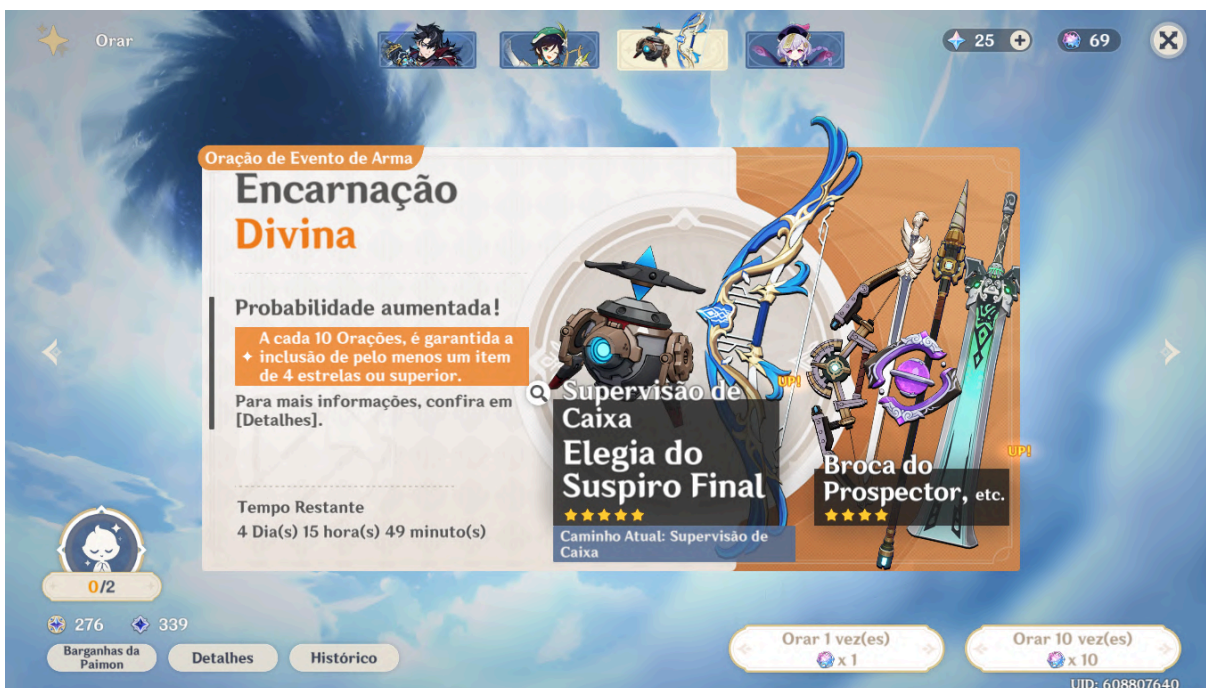 Orar
25
69
Oração de Evento de Arma
Encarnação
Divina
Probabilidade aumentada!
A cada 10 Orações, é garantida a
inclusão de pelo menos um item
de 4 estrelas ou superior.
Para mais informações, confira em
[Detalhes].
Tempo Restante
4 Dia(s) 15 hora(s) 49 minuto(s)
UP!
Supervisão de
Caixa
Elegia do
Suspiro Final
Caminho Atual: Supervisão de
Caixa
UP!
Broca do
Prospector, etc.
0/2
276
339
Barganhas da
Paimon
Detalhes
Histórico
Orar 1 vez(es)
x 1
Orar 10 vez(es)
x 10
UID: 608807640